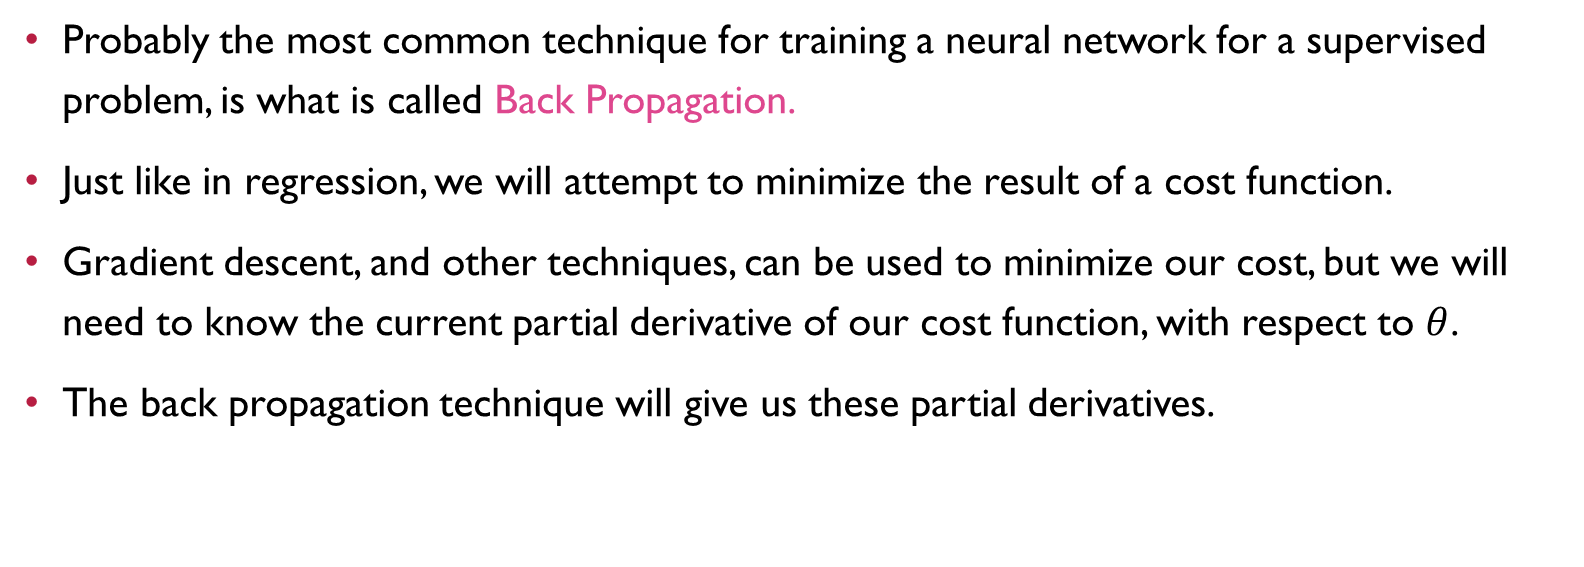 • Probably the most common technique for training a neural network for a supervised
problem, is what is called Back Propagation.
• Just like in regression, we will attempt to minimize the result of a cost function.
• Gradient descent, and other techniques, can be used to minimize our cost, but we will
need to know the current partial derivative of our cost function, with respect to θ.
• The back propagation technique will give us these partial derivatives.